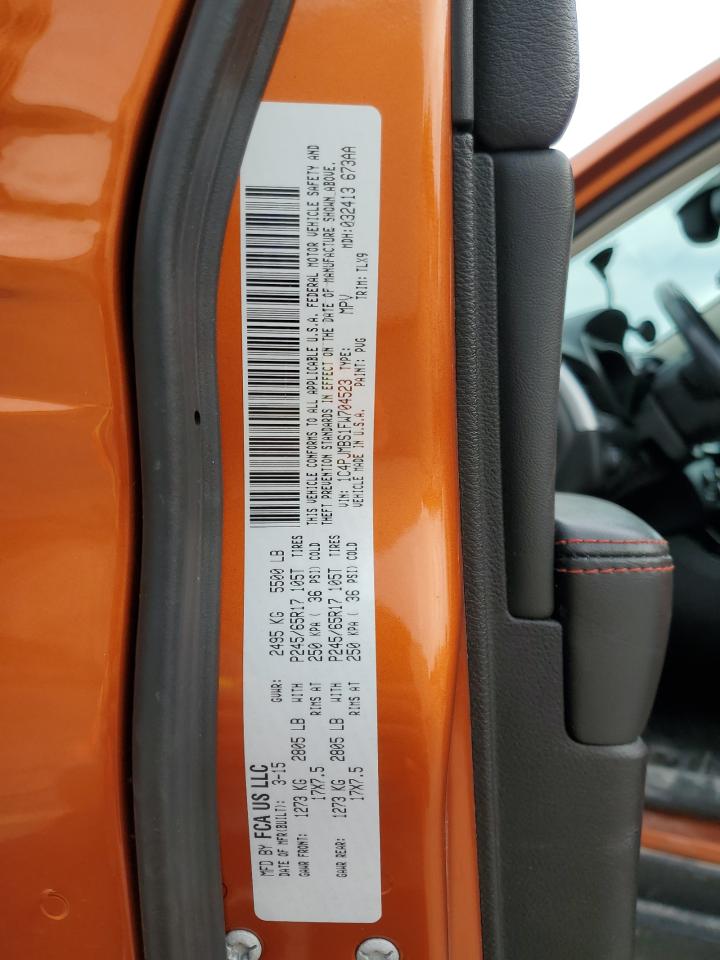 MFD BY FCA US LLC
DATE OF MFR(BUILT): 3-15 GVWR: 2495 KG 5500 LB
GAWR FRONT: 1273 KG 2805 LB WITH P245/65R17 105T TIRES
17X7.5 RIMS AT 250 KPA ( 36 PSI) COLD
GAWR REAR: 1273 KG 2805 LB WITH P245/65R17 105T TIRES
17X7.5 RIMS AT 250 KPA ( 36 PSI) COLD
THIS VEHICLE CONFORMS TO ALL APPLICABLE U.S.A. FEDERAL MOTOR VEHICLE SAFETY AND
THEFT PREVENTION STANDARDS IN EFFECT ON THE DATE OF MANUFACTURE SHOWN ABOVE.
VIN: 1C4PJMBS1FW704523 TYPE: MPV MDH:032413 673AA
VEHICLE MADE IN U.S.A. PAINT: PVG TRIM: TLX9